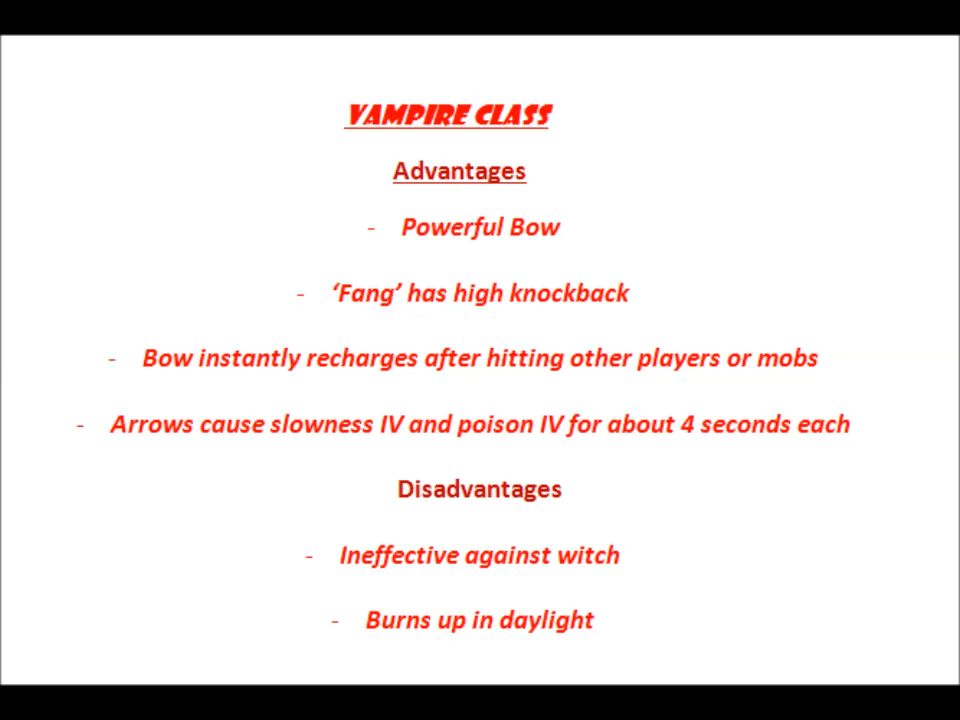 VAMPIRE CLASS
Advantages
- Powerful Bow
- ‘Fang’ has high knockback
- Bow instantly recharges after hitting other players or mobs
- Arrows cause slowness IV and poison IV for about 4 seconds each
Disadvantages
- Ineffective against witch
- Burns up in daylight